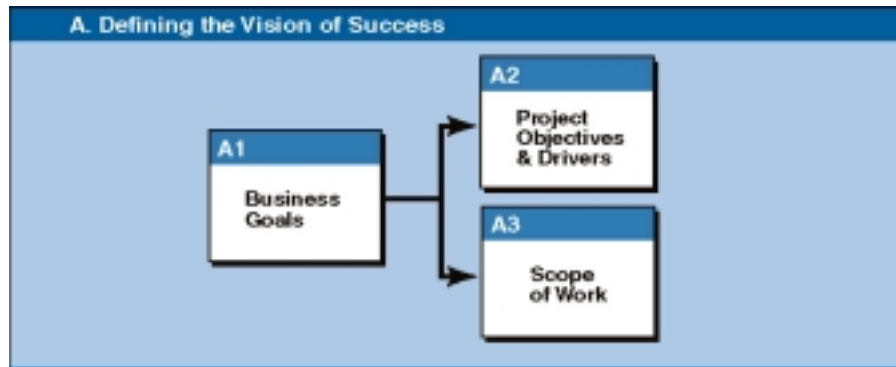 A. Defining the Vision of Success
A1
Business
Goals
A2
Project
Objectives
& Drivers
A3
Scope
of Work